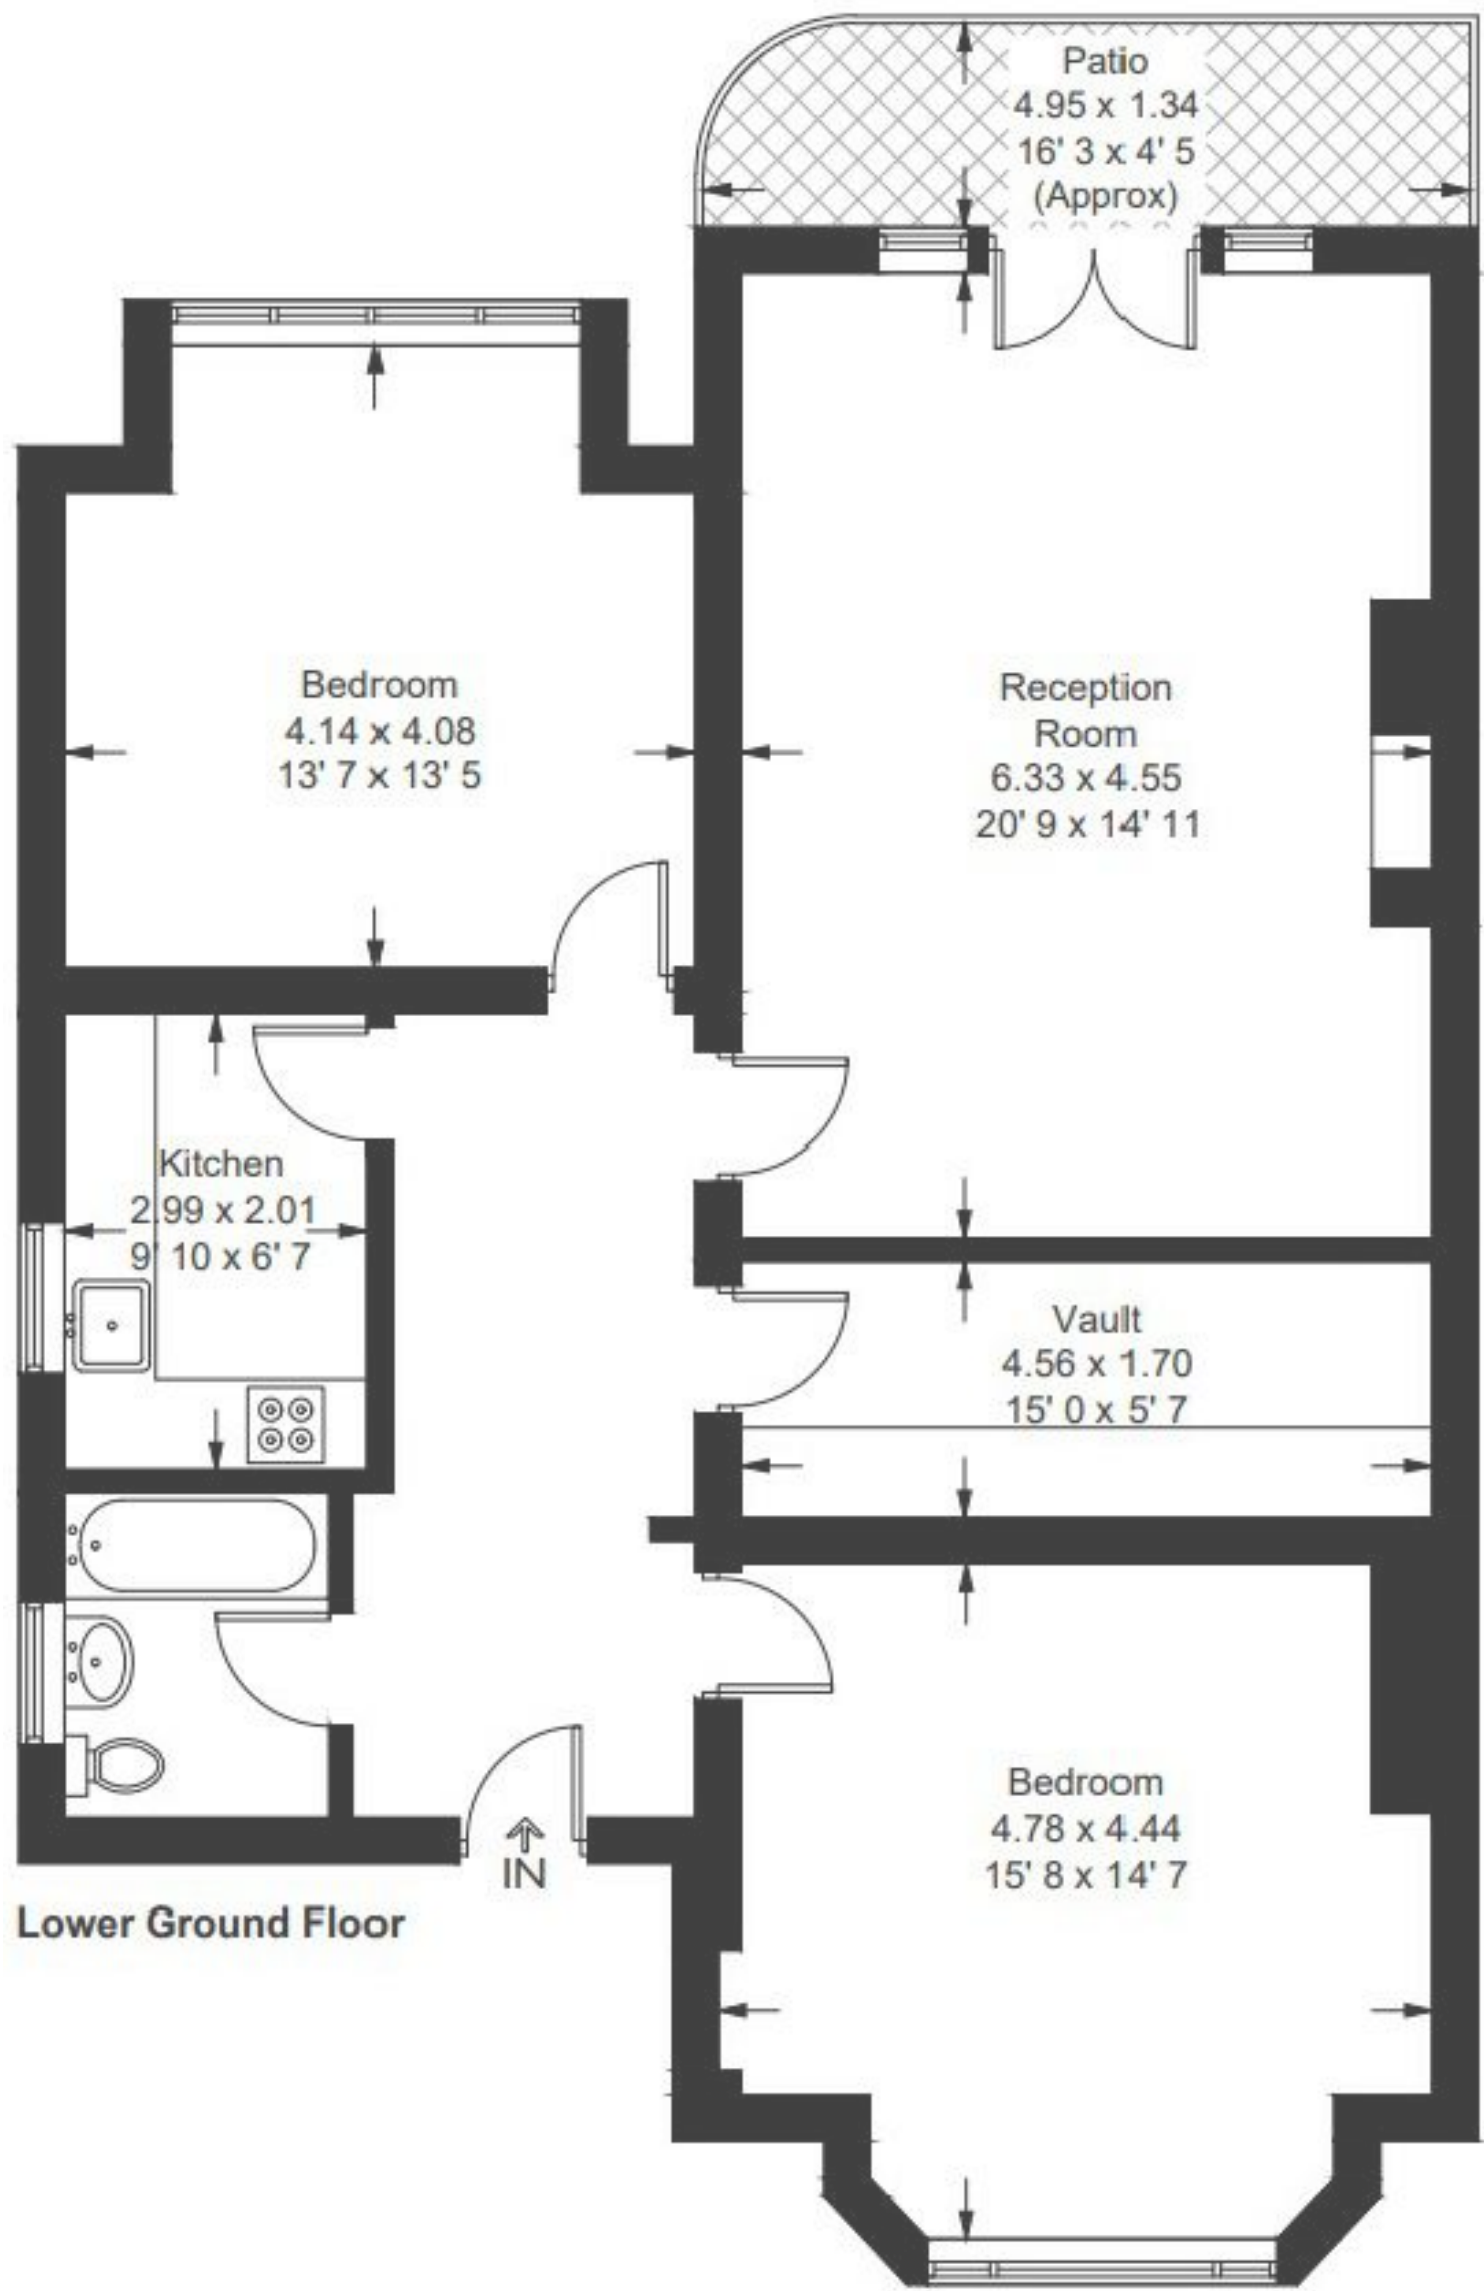 Patio
4.95 x 1.34
16' 3 x 4' 5
(Approx)
Bedroom
4.14 x 4.08
13' 7 x 13' 5
Reception
Room
6.33 x 4.55
20' 9 x 14' 11
Kitchen
2.99 x 2.01
9' 10 x 6' 7
Vault
4.56 x 1.70
15' 0 x 5' 7
Bedroom
4.78 x 4.44
15' 8 x 14' 7
IN
Lower Ground Floor